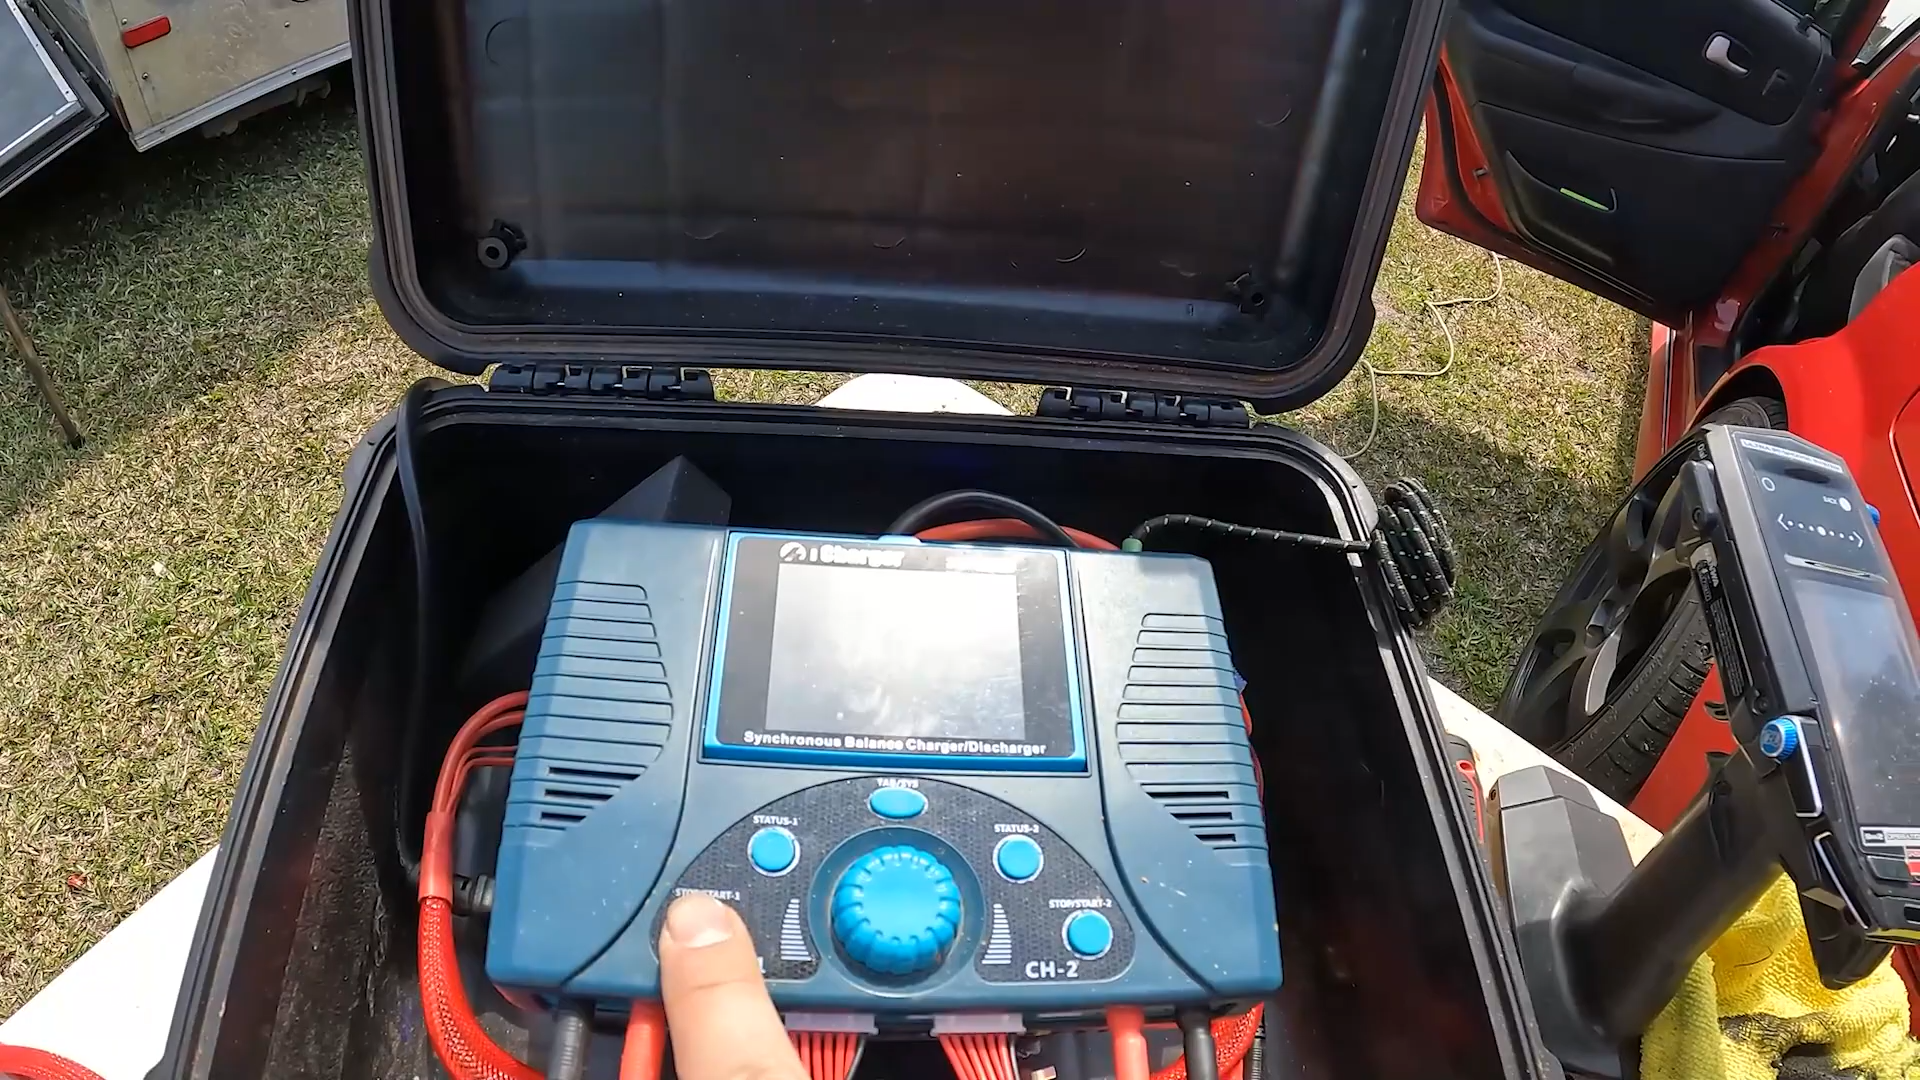 iCharger
Synchronous Balance Charger/Discharger
TAB/SYS
STATUS-1
STATUS-2
STOP/START-1
STOP/START-2
CH-2
BACK